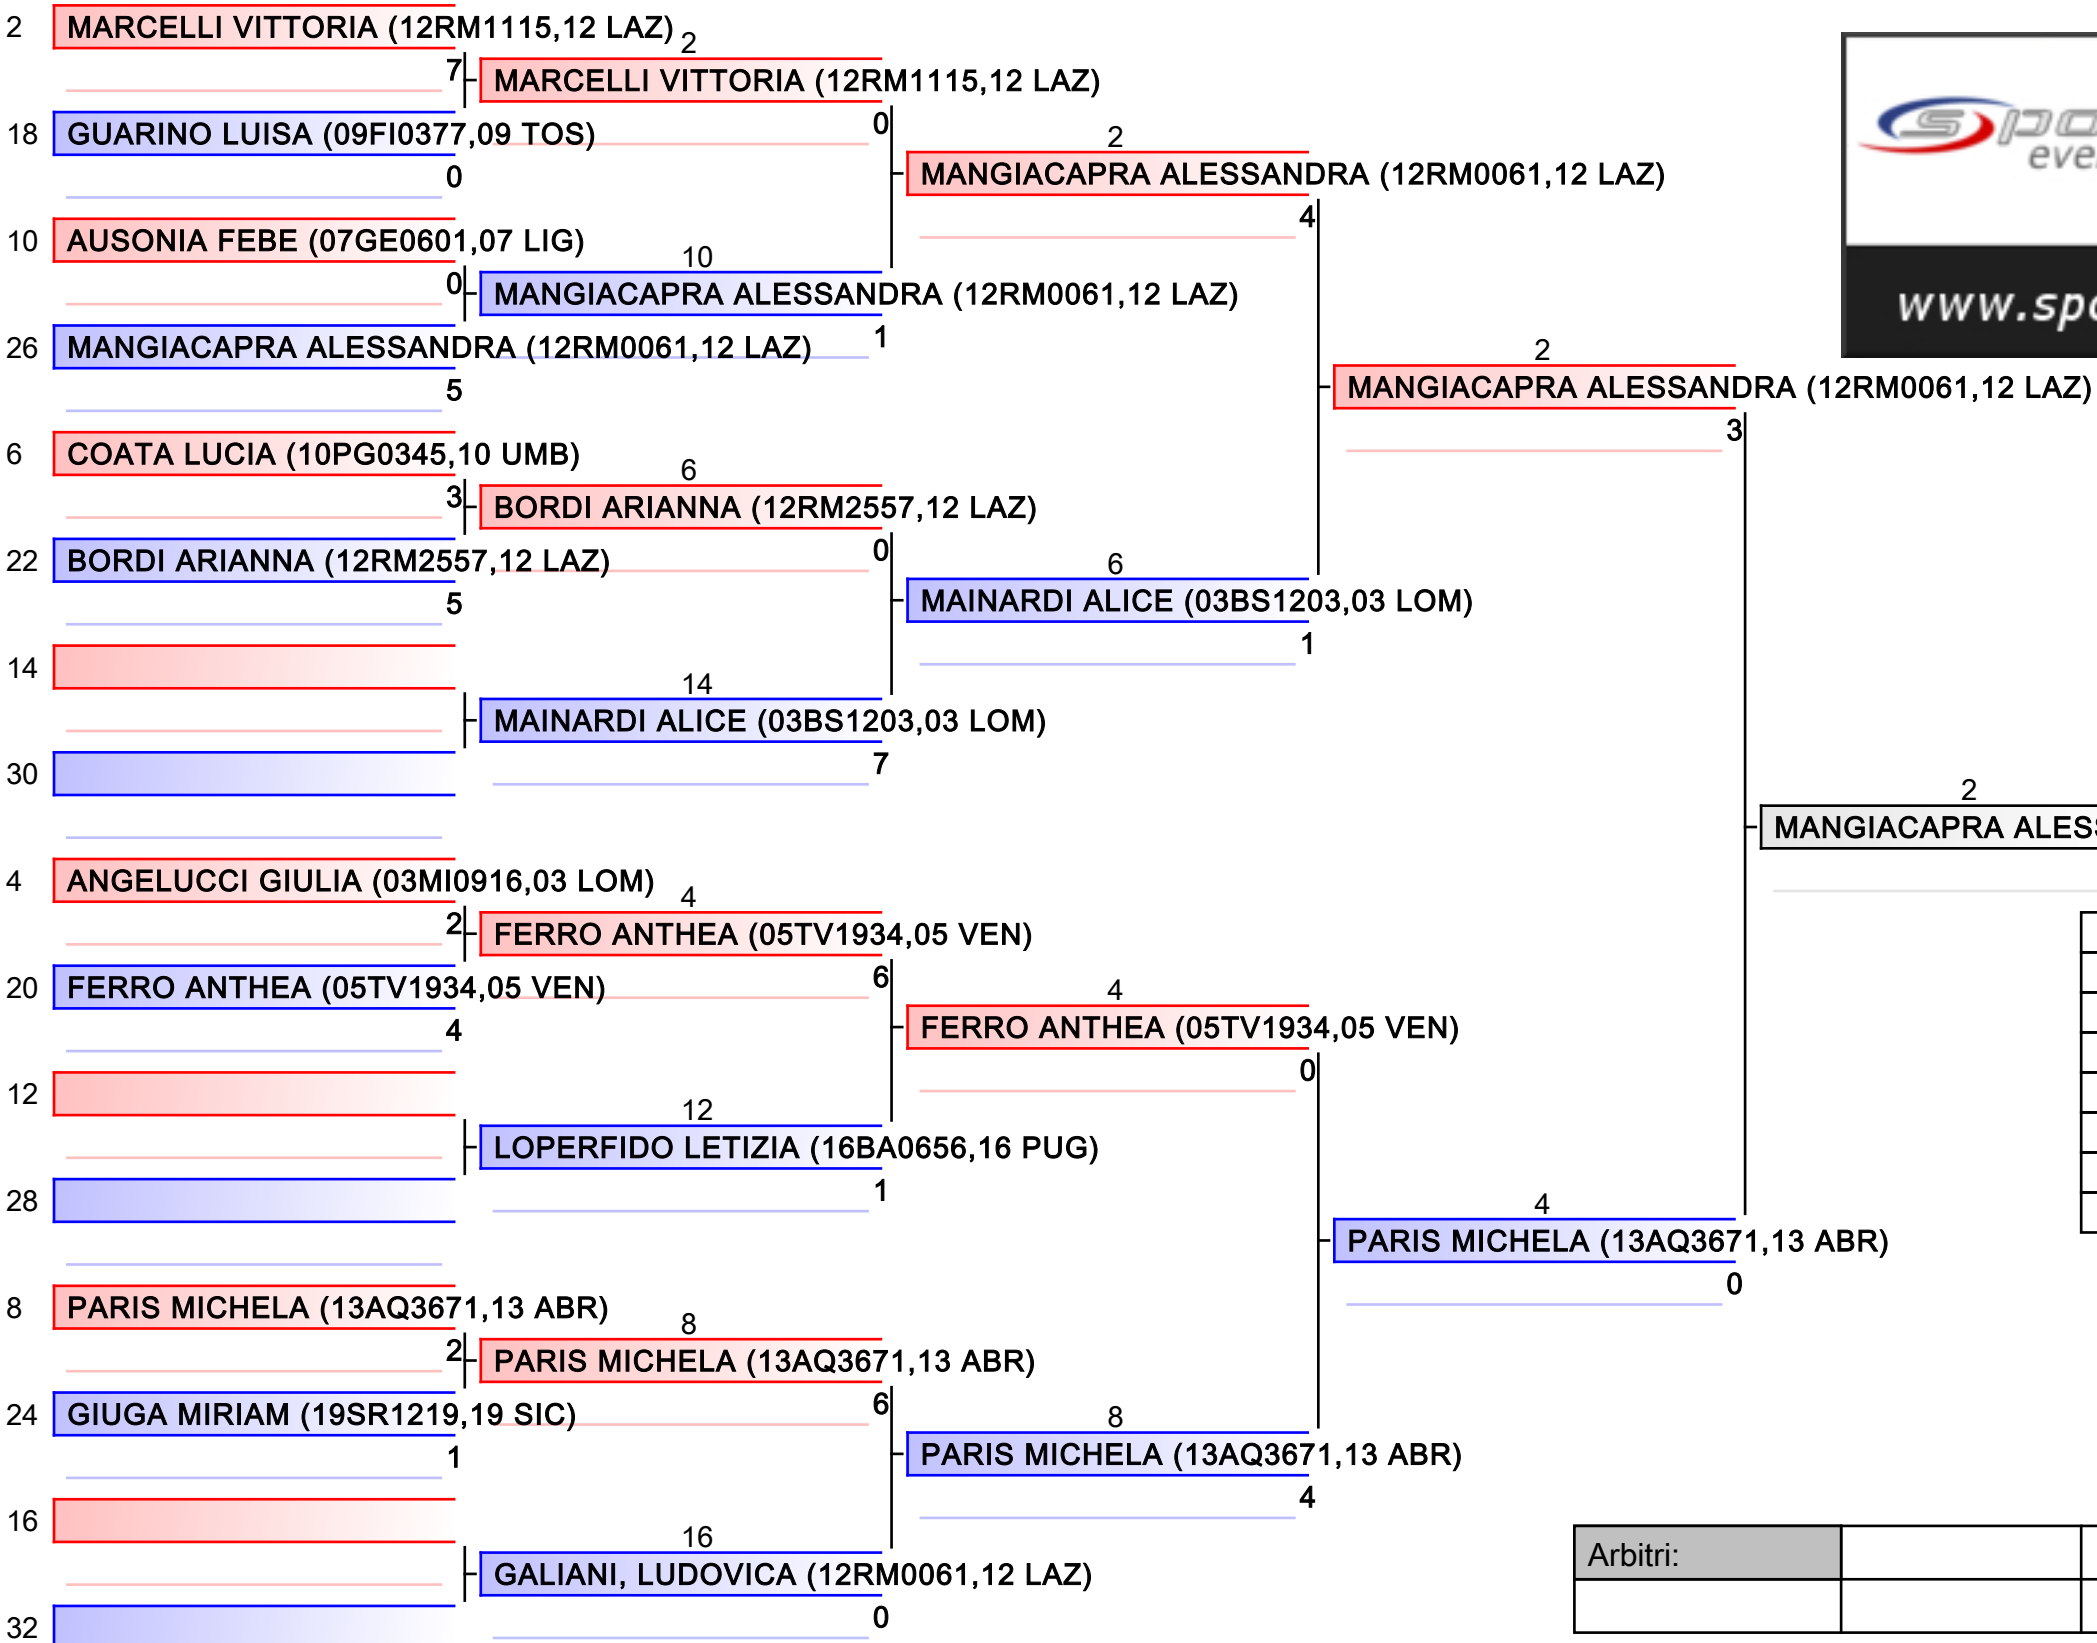 2 MARCELLI VITTORIA (12RM1115,12 LAZ)
2
7 MARCELLI VITTORIA (12RM1115,12 LAZ)
18 GUARINO LUISA (09FI0377,09 TOS)
0
2
0
MANGIACAPRA ALESSANDRA (12RM0061,12 LAZ)
4
10 AUSONIA FEBE (07GE0601,07 LIG)
10
0 MANGIACAPRA ALESSANDRA (12RM0061,12 LAZ)
1
26 MANGIACAPRA ALESSANDRA (12RM0061,12 LAZ)
5
2
MANGIACAPRA ALESSANDRA (12RM0061,12 LAZ)
3
6 COATA LUCIA (10PG0345,10 UMB)
6
3 BORDI ARIANNA (12RM2557,12 LAZ)
0
22 BORDI ARIANNA (12RM2557,12 LAZ)
5
6
MAINARDI ALICE (03BS1203,03 LOM)
1
14
14
MAINARDI ALICE (03BS1203,03 LOM)
7
30
2
MANGIACAPRA ALES
4 ANGELUCCI GIULIA (03MI0916,03 LOM)
4
2 FERRO ANTHEA (05TV1934,05 VEN)
6
20 FERRO ANTHEA (05TV1934,05 VEN)
4
4
FERRO ANTHEA (05TV1934,05 VEN)
0
12
12
LOPERFIDO LETIZIA (16BA0656,16 PUG)
1
28
4
PARIS MICHELA (13AQ3671,13 ABR)
0
8 PARIS MICHELA (13AQ3671,13 ABR)
8
2 PARIS MICHELA (13AQ3671,13 ABR)
6
24 GIUGA MIRIAM (19SR1219,19 SIC)
1
8
PARIS MICHELA (13AQ3671,13 ABR)
4
16
16
GALIANI, LUDOVICA (12RM0061,12 LAZ)
0
32
spo
eve
www.spo
Arbitri: